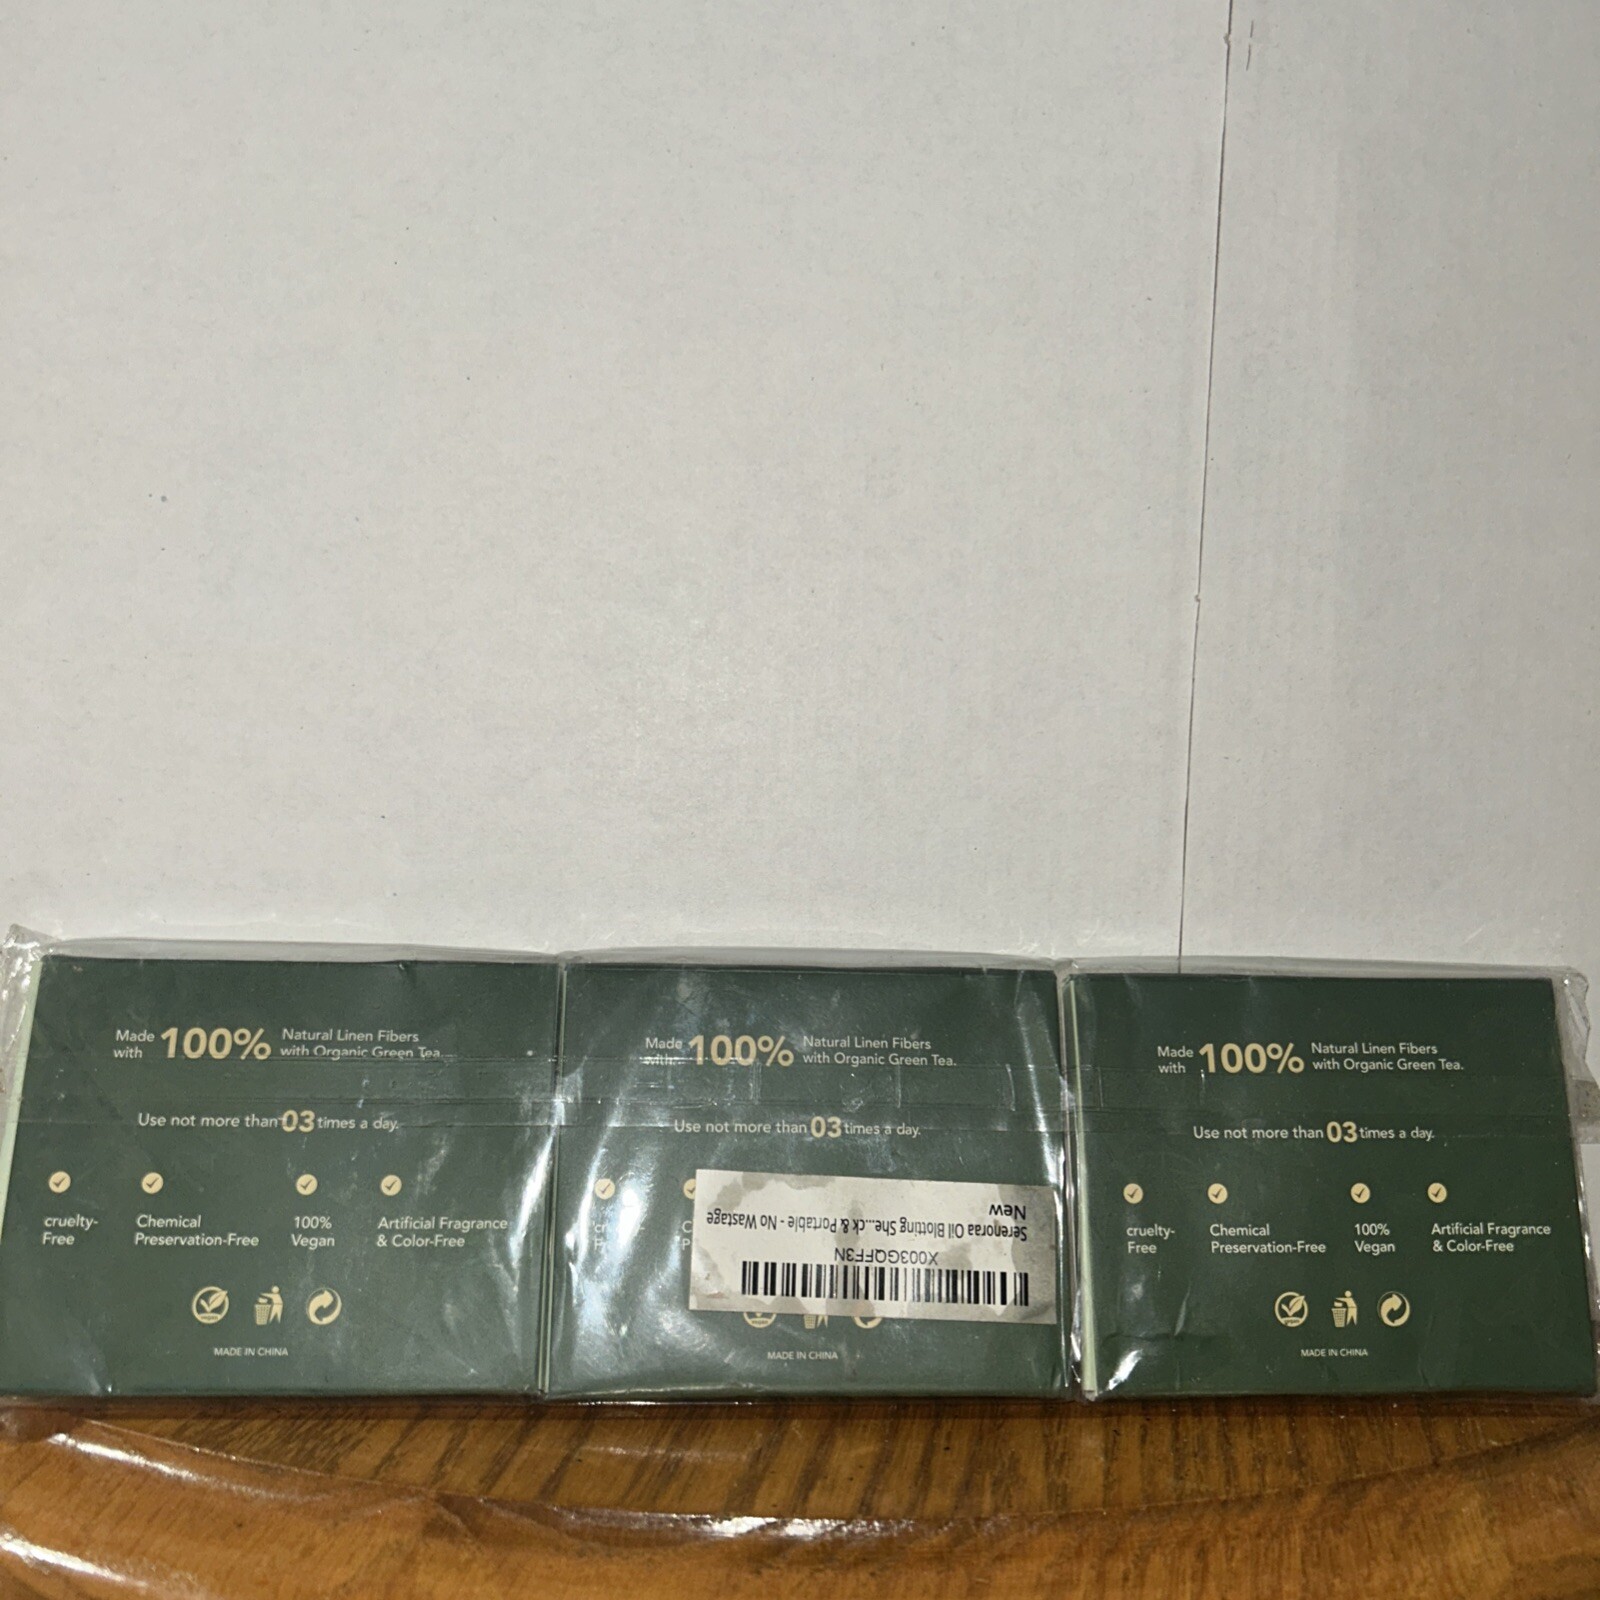 Made with 100% Natural Linen Fibers
with Organic Green Tea.
Use not more than 03 times a day.
cruelty-
Free
Chemical
Preservation-Free
100%
Vegan
Artificial Fragrance
& Color-Free
MADE IN CHINA
Made with 100% Natural Linen Fibers
with Organic Green Tea.
Use not more than 03 times a day.
X003GQFF3N
Serenoraa Oil Blotting She...ck & Portable - No Wastage
New
MADE IN CHINA
Made with 100% Natural Linen Fibers
with Organic Green Tea.
Use not more than 03 times a day.
cruelty-
Free
Chemical
Preservation-Free
100%
Vegan
Artificial Fragrance
& Color-Free
MADE IN CHINA